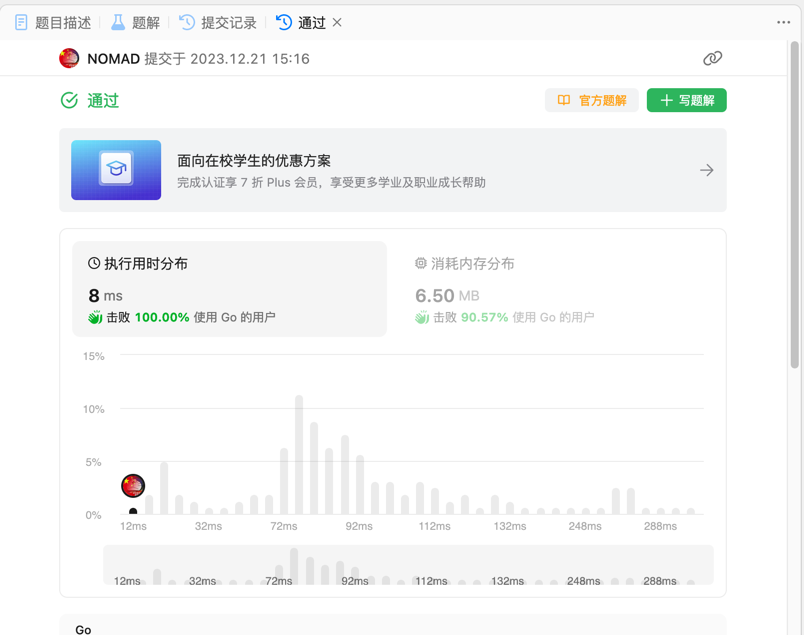 题目描述 题解 提交记录 通过
NOMAD 提交于 2023.12.21 15:16
通过 官方题解 写题解
面向在校学生的优惠方案
完成认证享 7 折 Plus 会员，享受更多学业及职业成长帮助
执行用时分布 消耗内存分布
8 ms 6.50 MB
击败 100.00% 使用 Go 的用户 击败 90.57% 使用 Go 的用户
15%
10%
5%
0%
12ms 32ms 72ms 92ms 112ms 132ms 248ms 288ms
12ms 32ms 72ms 92ms 112ms 132ms 248ms 288ms
Go